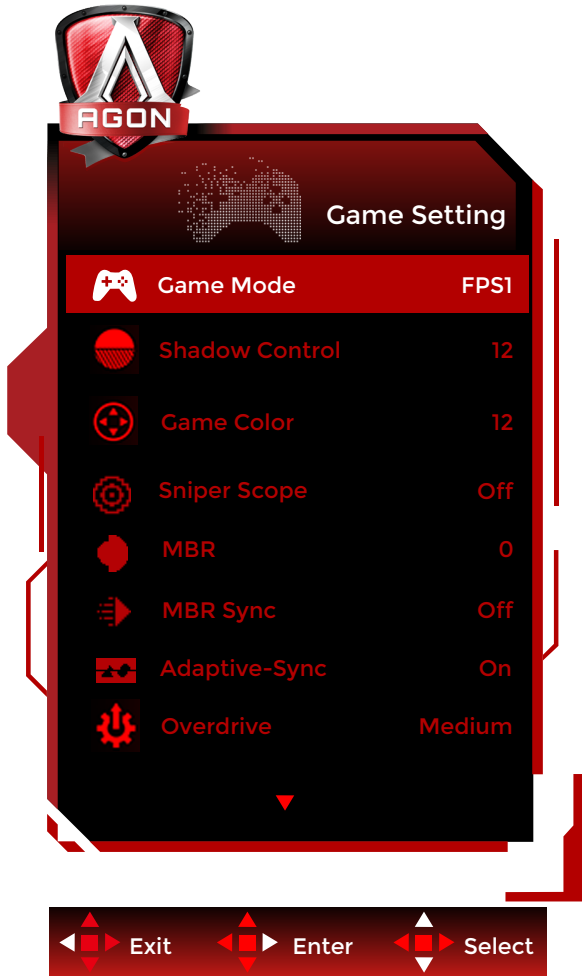 AGON
Game Setting
Game Mode FPS1
Shadow Control 12
Game Color 12
Sniper Scope Off
MBR 0
MBR Sync Off
Adaptive-Sync On
Overdrive Medium
Exit Enter Select